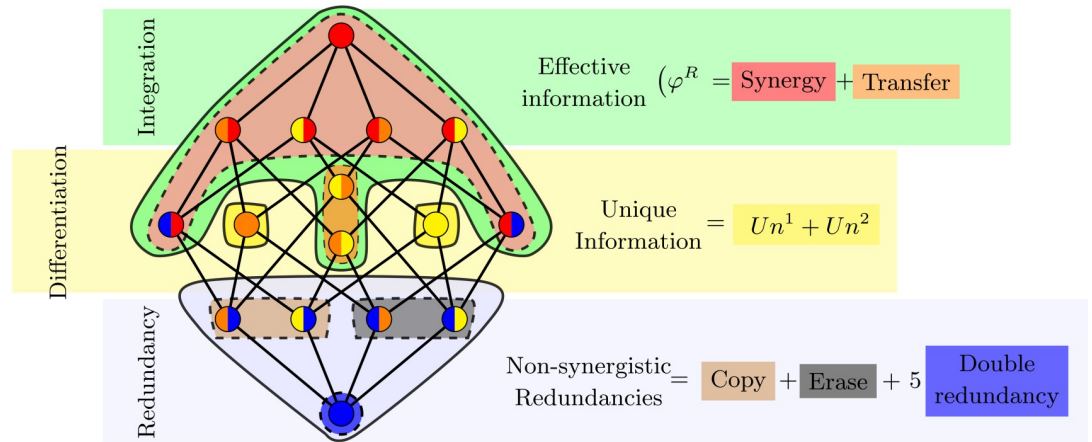 Integration
Effective
information (φ^R = Synergy + Transfer
Differentiation
Unique
Information = Un^1 + Un^2
Redundancy
Non-synergistic
Redundancies = Copy + Erase + 5 Double
redundancy